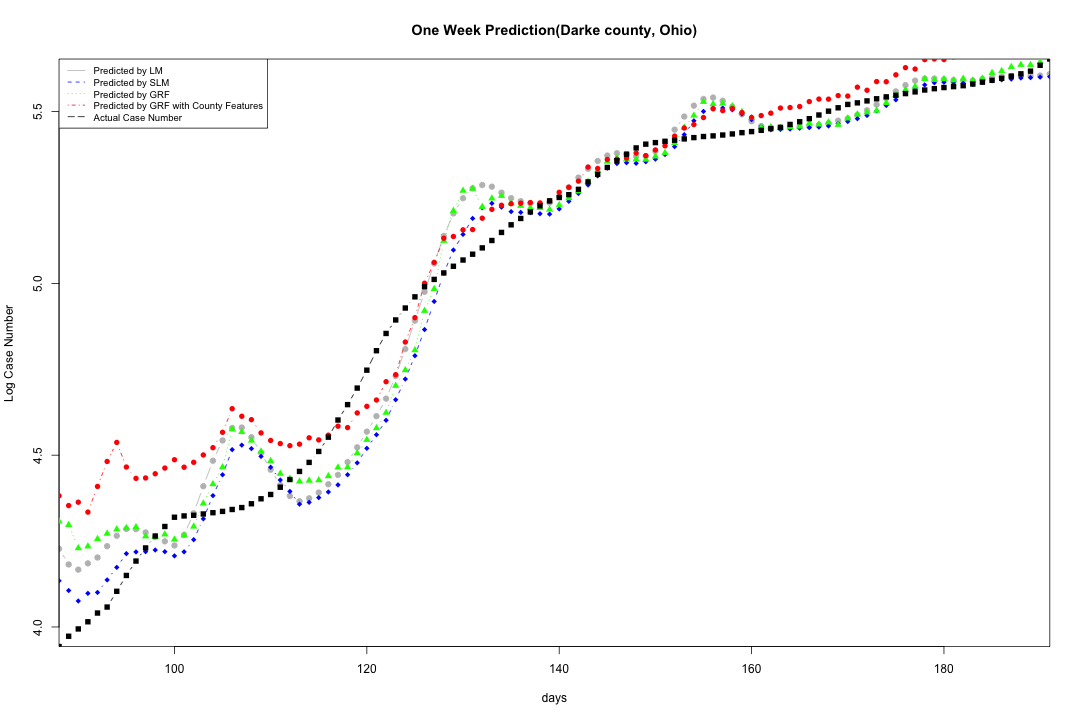 One Week Prediction(Darke county, Ohio)
Predicted by LM
Predicted by SLM
Predicted by GRF
Predicted by GRF with County Features
Actual Case Number
Log Case Number
5.5
5.0
4.5
4.0
100 120 140 160 180
days